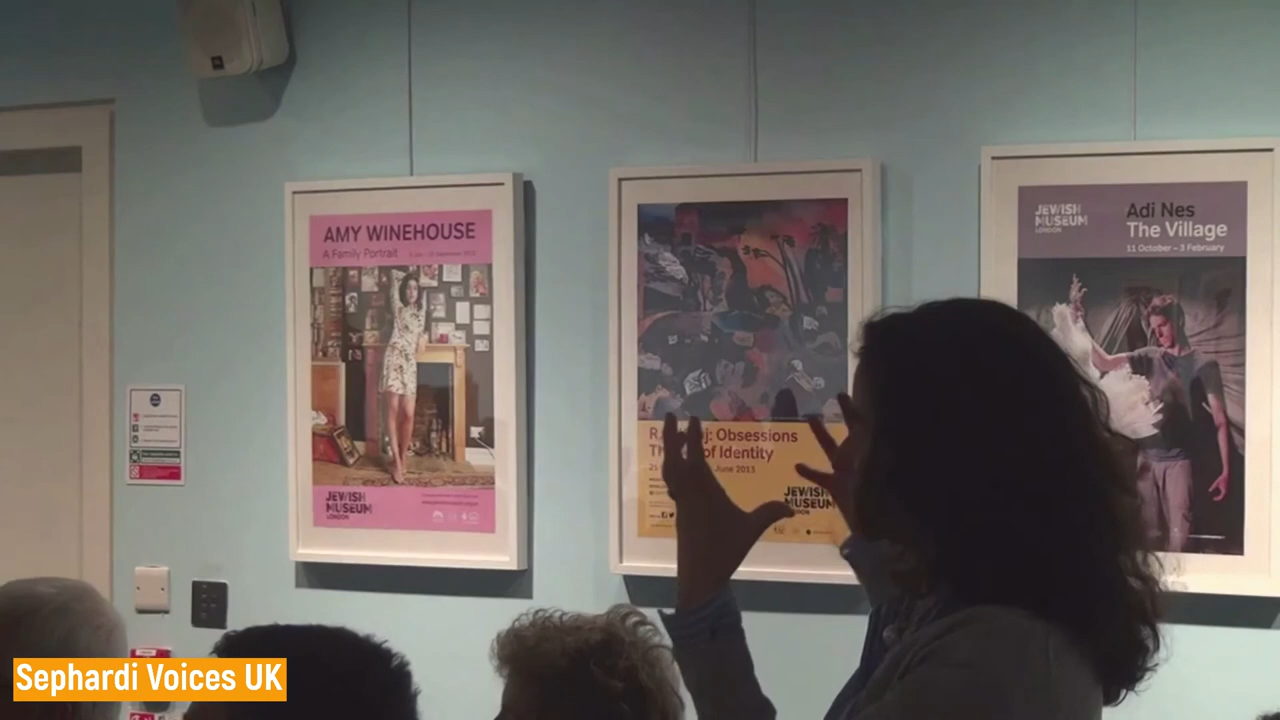 AMY WINEHOUSE
A Family Portrait
JEWISH
MUSEUM
LONDON
j: Obsessions
of Identity
June 2013
JEWISH
MUSEUM
LONDON
JEWISH
MUSEUM
LONDON
Adi Nes
The Village
11 October – 3 February
Sephardi Voices UK